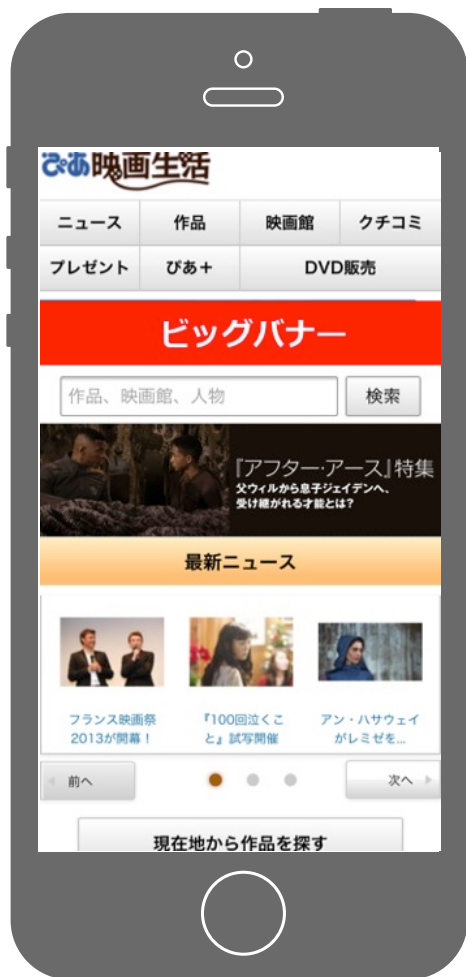 ぴあ映画生活
ニュース 作品 映画館 クチコミ
プレゼント ぴあ+ DVD販売
ビッグバナー
作品、映画館、人物 検索
『アフター・アース』特集
父ウィルから息子ジェイデンへ、
受け継がれる才能とは?
最新ニュース
フランス映画祭 『100回泣くこ アン・ハサウェイ
2013が開幕! と』試写開催 がレミゼを...
前へ 次へ
現在地から作品を探す